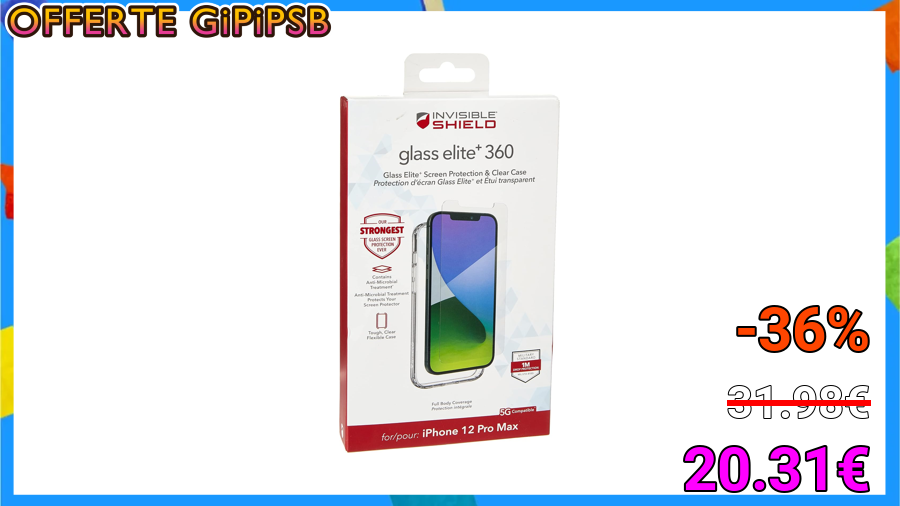 OFFERTE GiPiPSB
INVISIBLE
SHIELD
glass elite+ 360
Glass Elite+ Screen Protection & Clear Case
Protection d'écran Glass Elite+ et Étui transparent
OUR
STRONGEST
GLASS SCREEN
PROTECTION
EVER
Contains
Anti-Microbial
Treatment*
Anti-Microbial Treatment
Protects Your
Screen Protector
Tough, Clear
Flexible Case
1M
Full Body Coverage
Protection intégrale
5G Compatible
for/pour: iPhone 12 Pro Max
-36%
31.98€
20.31€